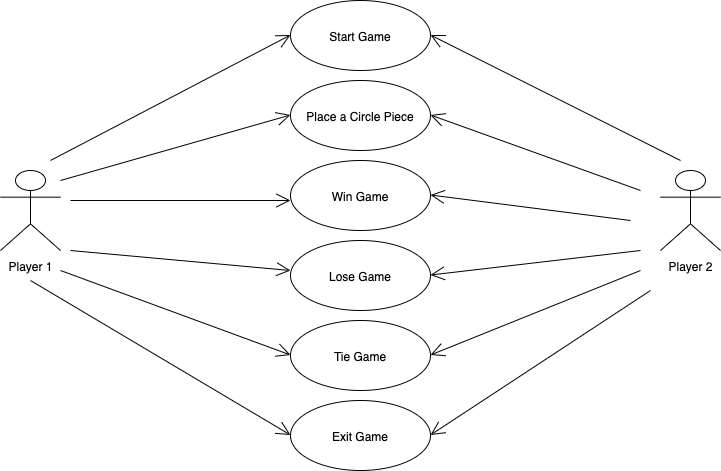 Start Game
Place a Circle Piece
Win Game
Player 1
Lose Game
Player 2
Tie Game
Exit Game